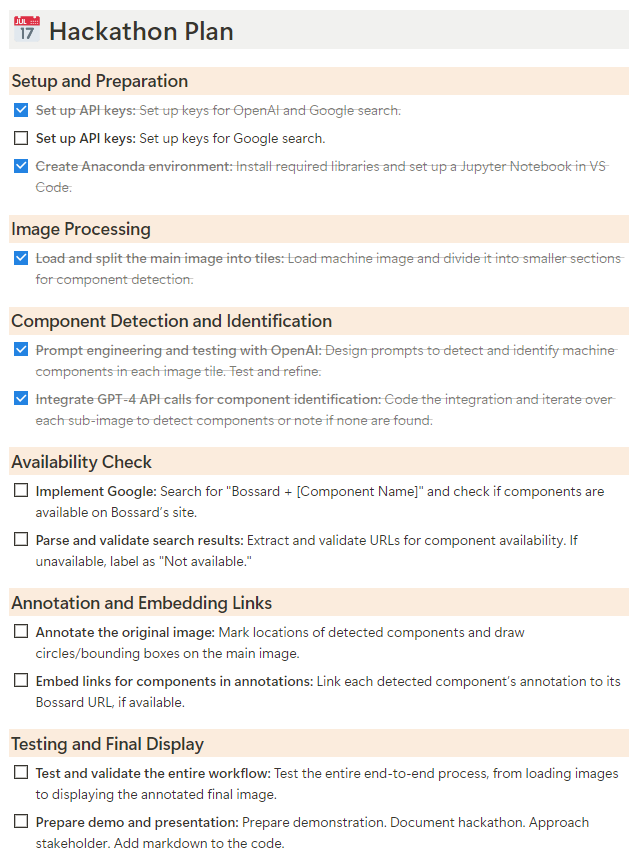 JUL
17
Hackathon Plan
Setup and Preparation
Set up API keys: Set up keys for OpenAI and Google search.
Set up API keys: Set up keys for Google search.
Create Anaconda environment: Install required libraries and set up a Jupyter Notebook in VS
Code.
Image Processing
Load and split the main image into tiles: Load machine image and divide it into smaller sections
for component detection.
Component Detection and Identification
Prompt engineering and testing with OpenAI: Design prompts to detect and identify machine
components in each image tile. Test and refine.
Integrate GPT-4 API calls for component identification: Code the integration and iterate over
each sub-image to detect components or note if none are found.
Availability Check
Implement Google: Search for "Bossard + [Component Name]" and check if components are
available on Bossard's site.
Parse and validate search results: Extract and validate URLs for component availability. If
unavailable, label as "Not available."
Annotation and Embedding Links
Annotate the original image: Mark locations of detected components and draw
circles/bounding boxes on the main image.
Embed links for components in annotations: Link each detected component's annotation to its
Bossard URL, if available.
Testing and Final Display
Test and validate the entire workflow: Test the entire end-to-end process, from loading images
to displaying the annotated final image.
Prepare demo and presentation: Prepare demonstration. Document hackathon. Approach
stakeholder. Add markdown to the code.